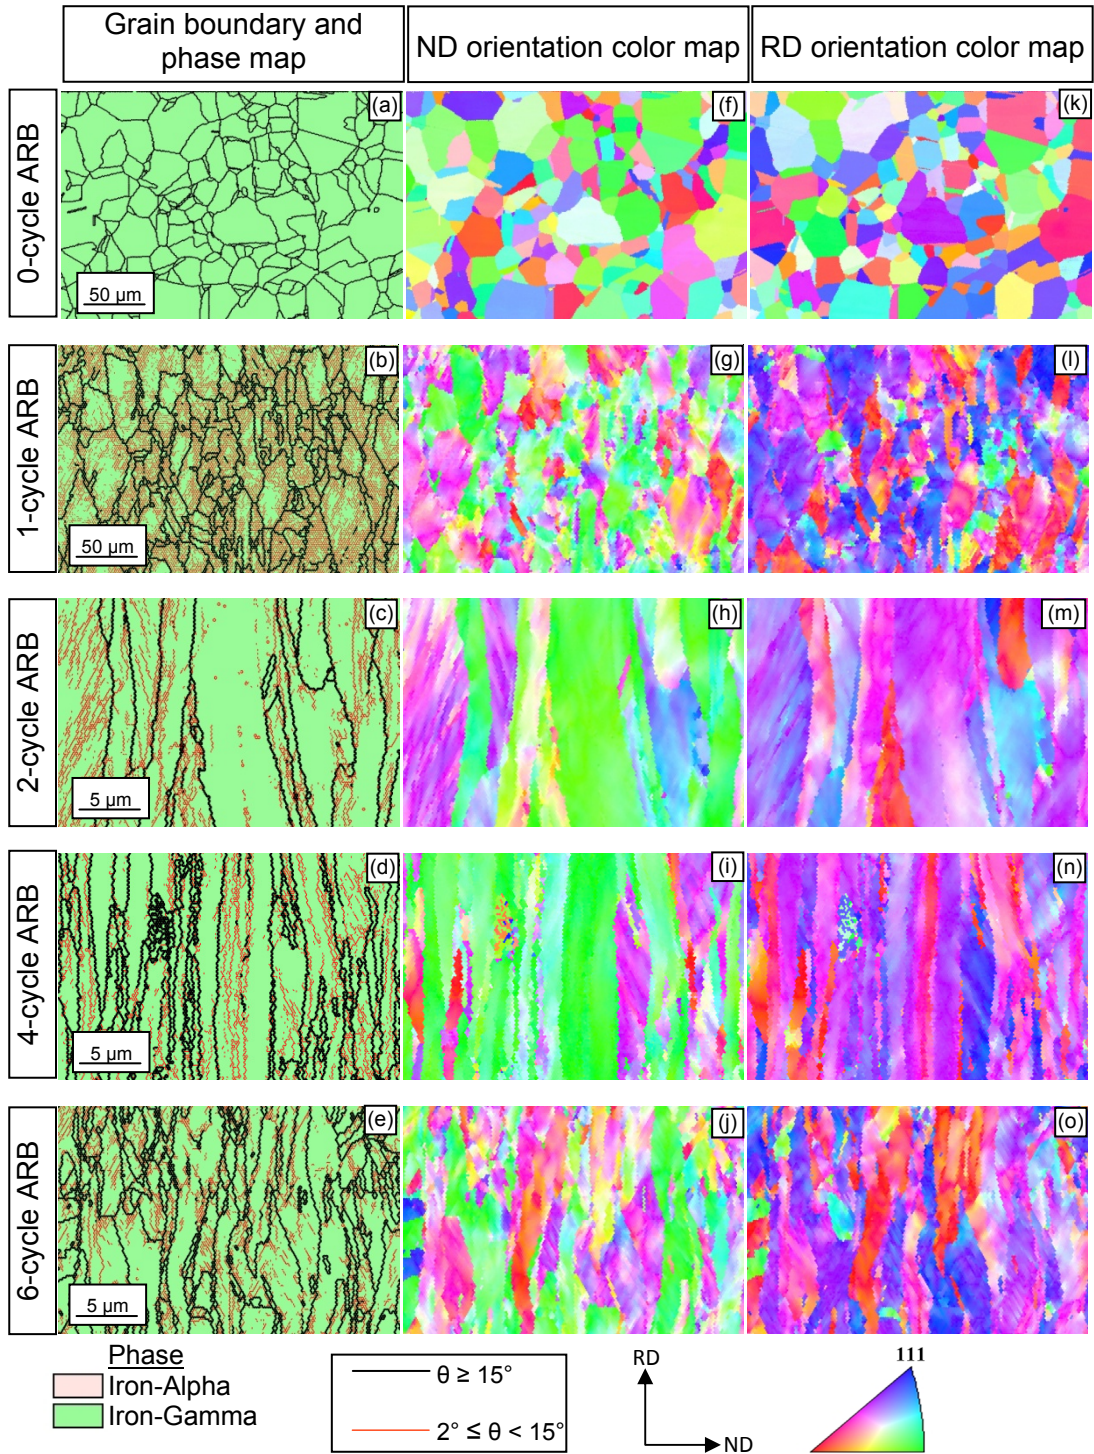 Grain boundary and
phase map
ND orientation color map
RD orientation color map
0-cycle ARB
(a)
50 µm
(f)
(k)
1-cycle ARB
(b)
50 µm
(g)
(l)
2-cycle ARB
(c)
5 µm
(h)
(m)
4-cycle ARB
(d)
5 µm
(i)
(n)
6-cycle ARB
(e)
5 µm
(j)
(o)
Phase
Iron-Alpha
Iron-Gamma
θ ≥ 15°
2° ≤ θ < 15°
RD
ND
111